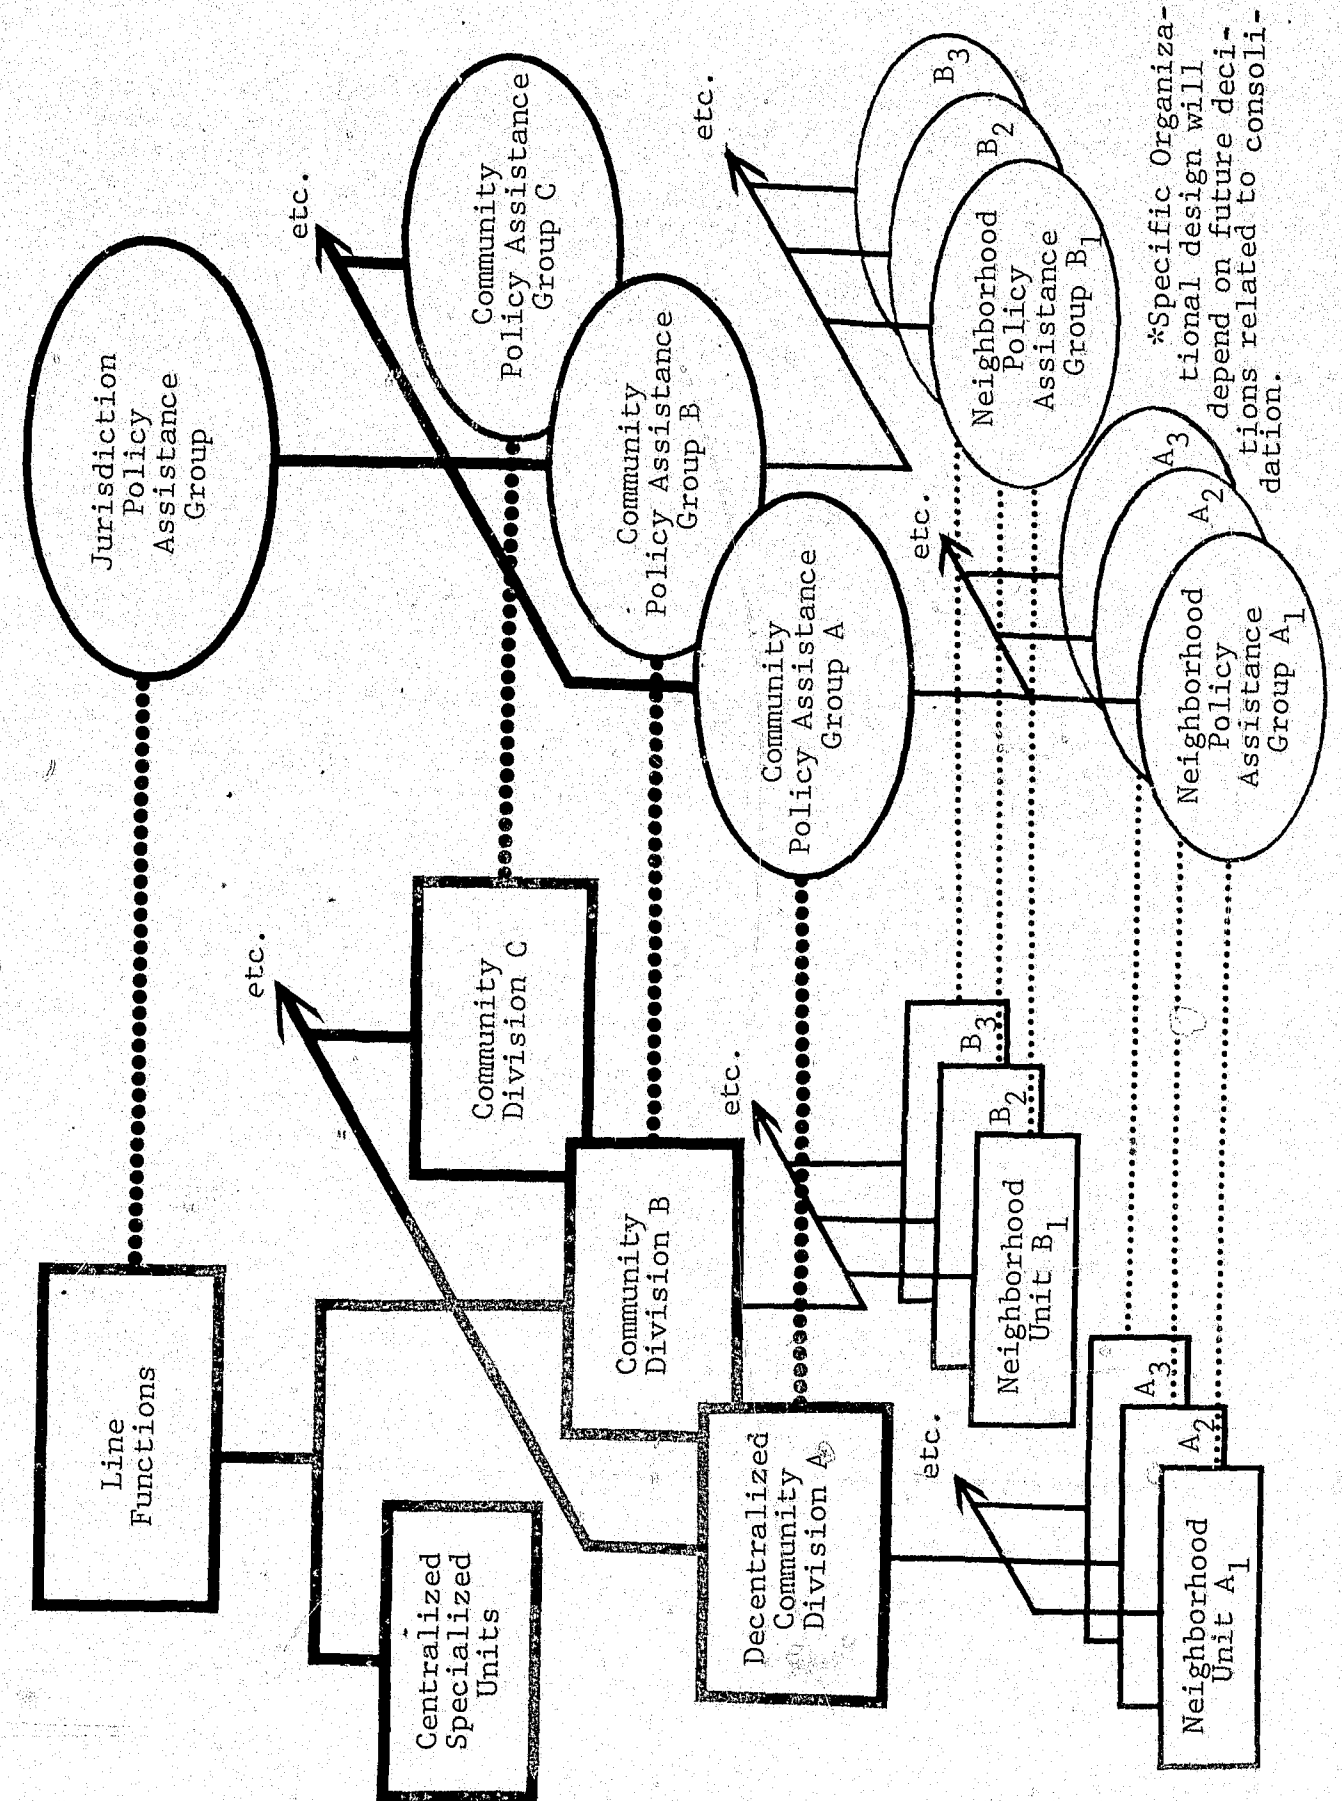 Line
Functions
Jurisdiction
Policy
Assistance
Group
etc.
etc.
Centralized
Specialized
Units
Community
Division C
Community
Policy Assistance
Group C
Community
Division B
Community
Policy Assistance
Group B
Decentralized
Community
Division A
Community
Policy Assistance
Group A
etc.
etc.
etc.
etc.
B3
B2
Neighborhood
Unit B1
B3
B2
Neighborhood
Policy
Assistance
Group B1
A3
A2
Neighborhood
Unit A1
A3
A2
Neighborhood
Policy
Assistance
Group A1
*Specific Organiza-
tional design will
depend on future deci-
tions related to consoli-
dation.